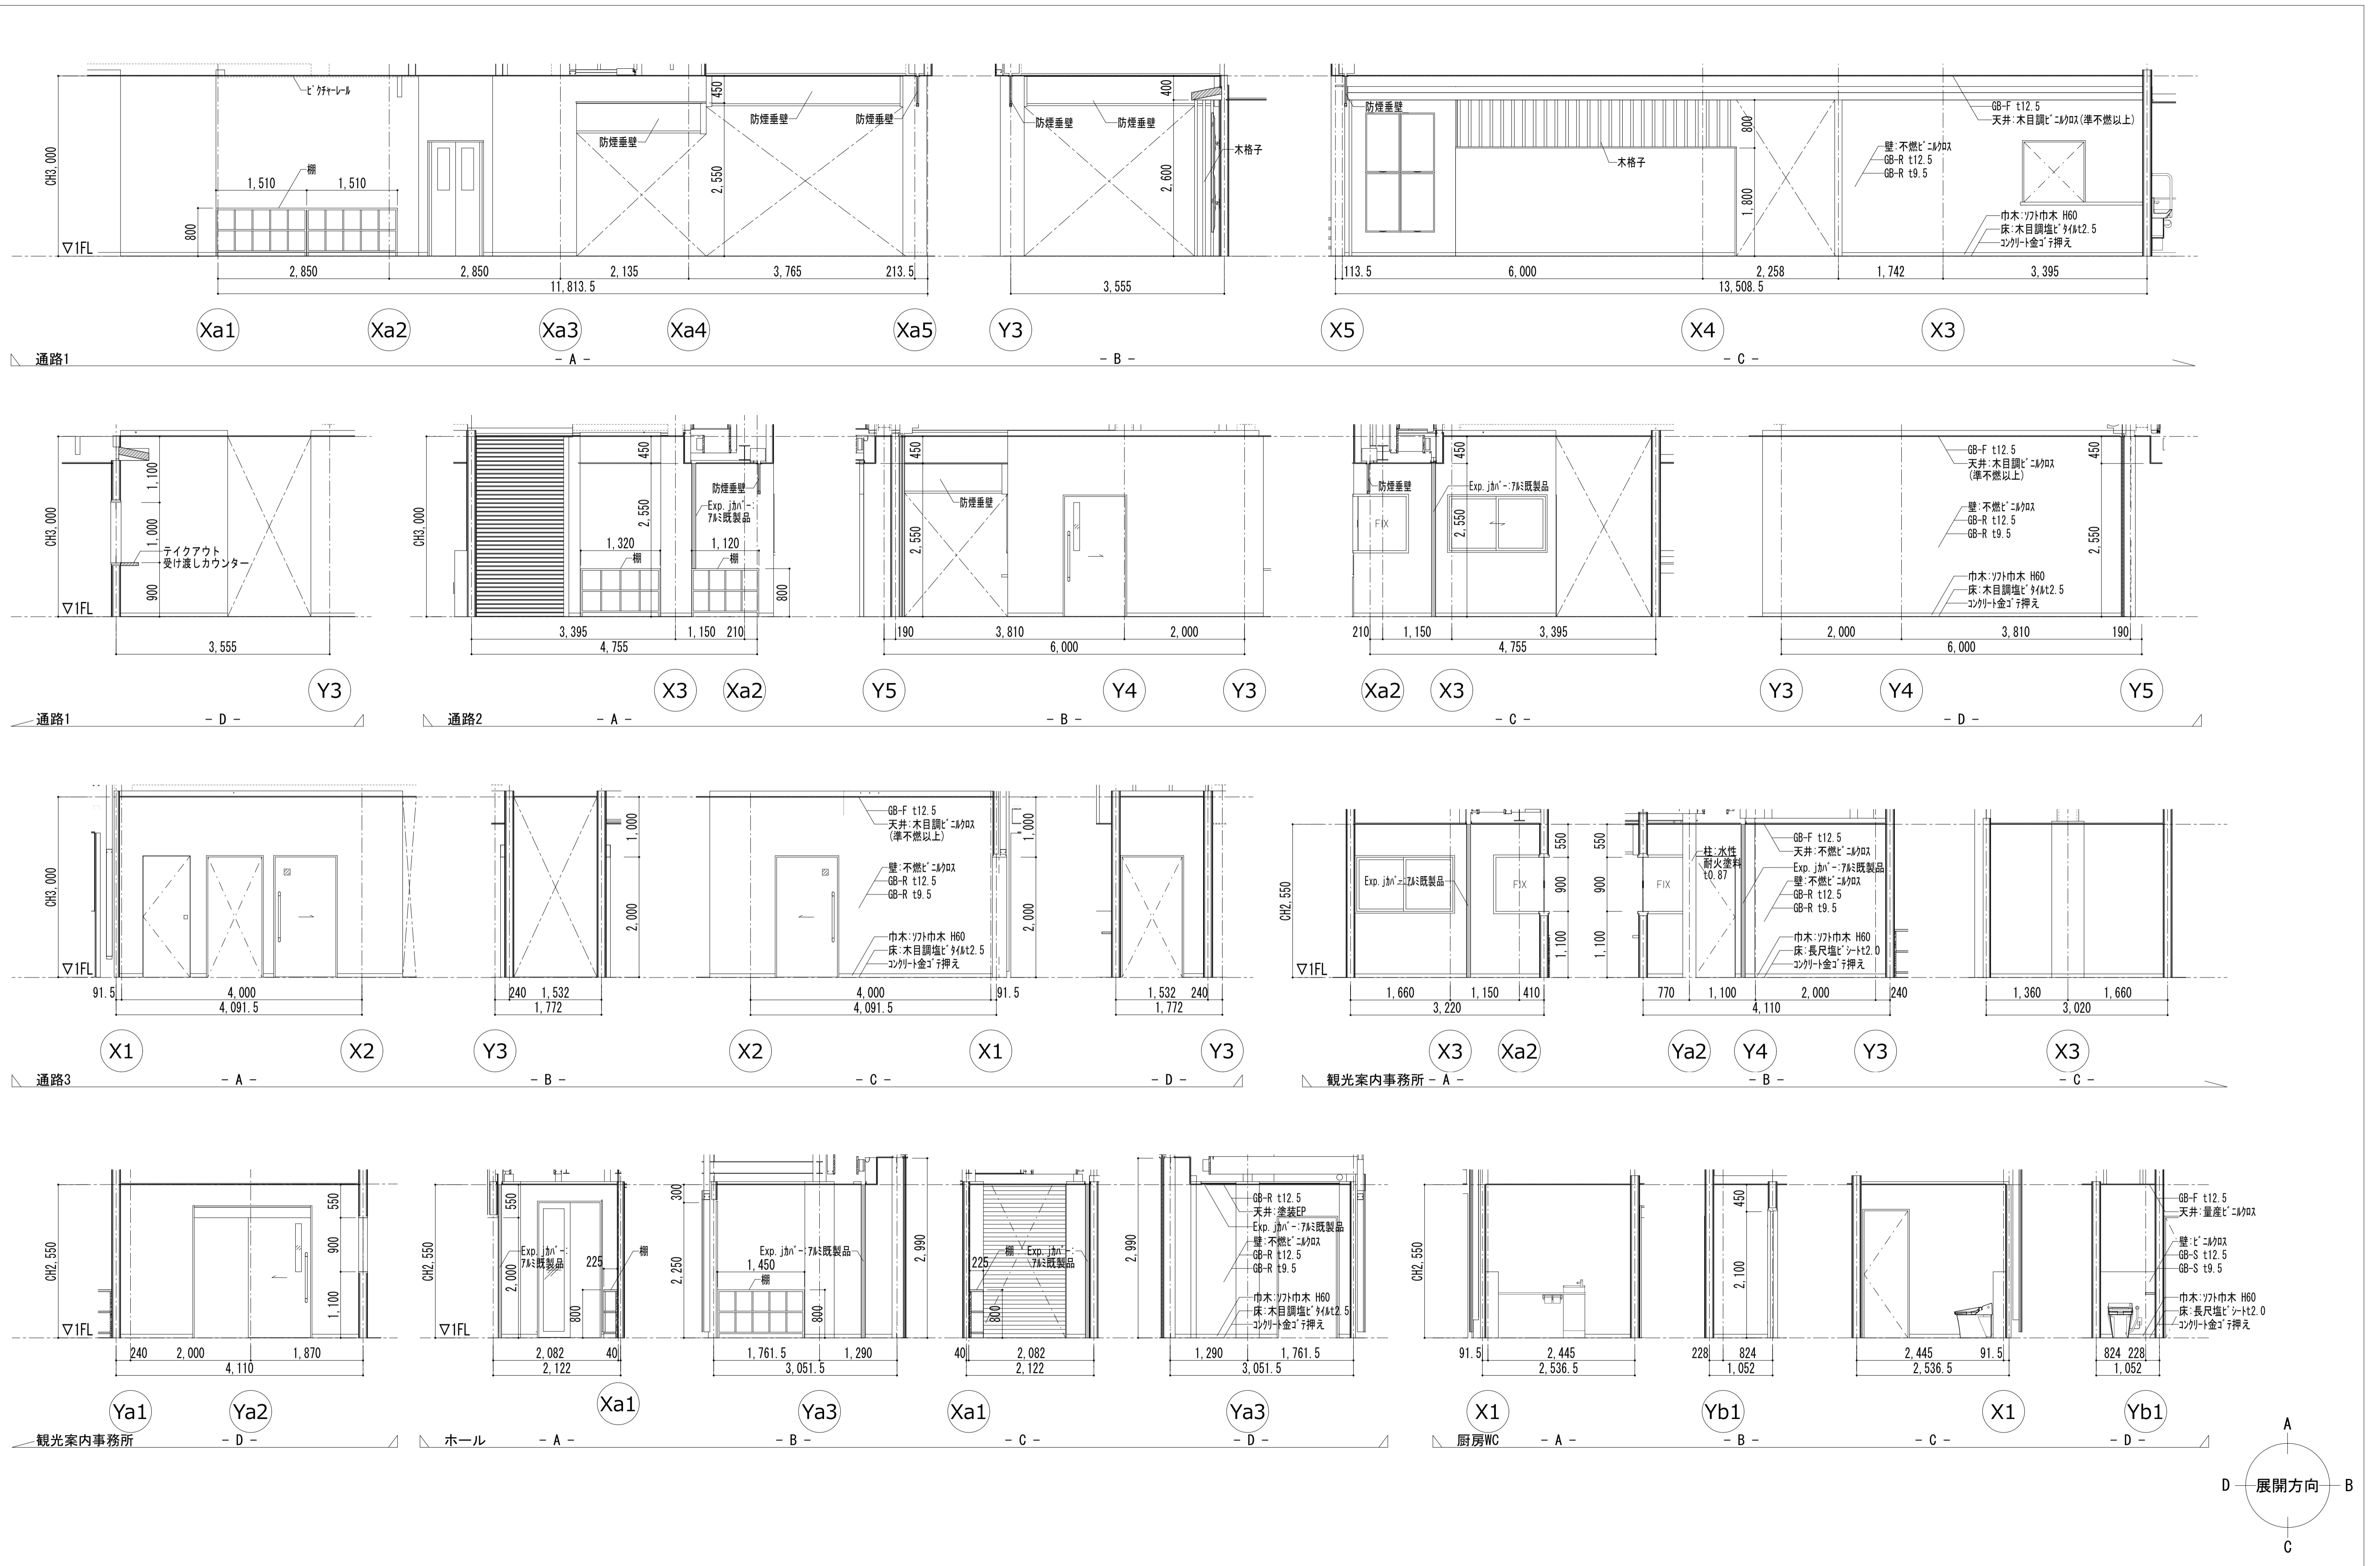 ピクチャーレール
450
防煙垂壁
防煙垂壁
防煙垂壁
CH3,000
棚
1,510
1,510
2,550
800
▽1FL
2,850
2,850
2,135
3,765
213.5
11,813.5
Xa1
Xa2
Xa3
Xa4
Xa5
400
防煙垂壁
防煙垂壁
木格子
2,600
3,555
Y3
防煙垂壁
GB-F t12.5
天井:木目調ビニルクロス(準不燃以上)
800
木格子
壁:不燃ビニルクロス
GB-R t12.5
GB-R t9.5
1,800
巾木:ソフト巾木 H60
床:木目調塩ビタイルt2.5
コンクリート金ゴテ押え
113.5
6,000
2,258
1,742
3,395
13,508.5
X5
X4
X3
通路1
- A -
- B -
- C -
CH3,000
1,100
1,000
テイクアウト
受け渡しカウンター
900
▽1FL
3,555
Y3
通路1
- D -
CH3,000
450
防煙垂壁
Exp.jカバー:
アルミ既製品
2,550
1,320
1,120
棚
棚
800
3,395
1,150
210
4,755
X3
Xa2
450
防煙垂壁
2,550
190
3,810
2,000
6,000
Y5
Y4
Y3
450
防煙垂壁
Exp.jカバー:アルミ既製品
FIX
2,550
210
1,150
3,395
4,755
Xa2
X3
GB-F t12.5
天井:木目調ビニルクロス
(準不燃以上)
450
壁:不燃ビニルクロス
GB-R t12.5
GB-R t9.5
2,550
巾木:ソフト巾木 H60
床:木目調塩ビタイルt2.5
コンクリート金ゴテ押え
2,000
3,810
190
6,000
Y3
Y4
Y5
通路2
- A -
- B -
- C -
- D -
CH3,000
▽1FL
91.5
4,000
4,091.5
X1
X2
1,000
2,000
240
1,532
1,772
Y3
GB-F t12.5
天井:木目調ビニルクロス
(準不燃以上)
壁:不燃ビニルクロス
GB-R t12.5
GB-R t9.5
巾木:ソフト巾木 H60
床:木目調塩ビタイルt2.5
コンクリート金ゴテ押え
1,000
2,000
4,000
91.5
4,091.5
X2
X1
1,532
240
1,772
Y3
通路3
- A -
- B -
- C -
- D -
CH2,550
Exp.jカバー:アルミ既製品
FIX
550
900
1,100
▽1FL
1,660
1,150
410
3,220
X3
Xa2
550
900
1,100
FIX
柱:水性
耐火塗料
t0.87
GB-F t12.5
天井:不燃ビニルクロス
Exp.jカバー:アルミ既製品
壁:不燃ビニルクロス
GB-R t12.5
GB-R t9.5
巾木:ソフト巾木 H60
床:長尺塩ビシートt2.0
コンクリート金ゴテ押え
770
1,100
2,000
240
4,110
Ya2
Y4
Y3
1,360
1,660
3,020
X3
観光案内事務所
- A -
- B -
- C -
CH2,550
550
900
1,100
▽1FL
240
2,000
1,870
4,110
Ya1
Ya2
観光案内事務所
- D -
CH2,550
550
Exp.jカバー:
アルミ既製品
棚
225
2,000
800
▽1FL
2,082
40
2,122
Xa1
300
2,250
Exp.jカバー:アルミ既製品
1,450
棚
800
2,990
1,761.5
1,290
3,051.5
Ya3
225
棚
Exp.jカバー:
アルミ既製品
800
40
2,082
2,122
Xa1
2,990
GB-R t12.5
天井:塗装EP
Exp.jカバー:アルミ既製品
壁:不燃ビニルクロス
GB-R t12.5
GB-R t9.5
巾木:ソフト巾木 H60
床:木目調塩ビタイルt2.5
コンクリート金ゴテ押え
1,290
1,761.5
3,051.5
Ya3
ホール
- A -
- B -
- C -
- D -
CH2,550
91.5
2,445
2,536.5
X1
450
2,100
228
824
1,052
Yb1
2,445
91.5
2,536.5
X1
GB-F t12.5
天井:量産ビニルクロス
壁:ビニルクロス
GB-S t12.5
GB-S t9.5
巾木:ソフト巾木 H60
床:長尺塩ビシートt2.0
コンクリート金ゴテ押え
824
228
1,052
Yb1
厨房WC
- A -
- B -
- C -
- D -
A
D
展開方向
B
C